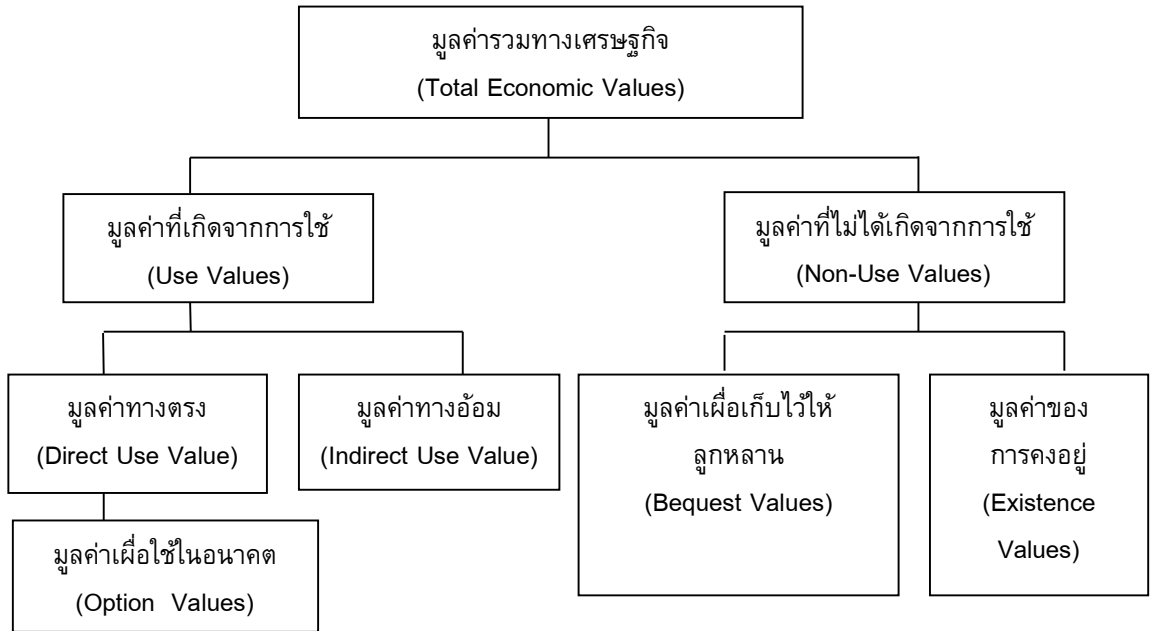 มูลค่ารวมทางเศรษฐกิจ
(Total Economic Values)
มูลค่าที่เกิดจากการใช้
(Use Values)
มูลค่าที่ไม่ได้เกิดจากการใช้
(Non-Use Values)
มูลค่าทางตรง
(Direct Use Value)
มูลค่าทางอ้อม
(Indirect Use Value)
มูลค่าเผื่อเก็บไว้ให้
ลูกหลาน
(Bequest Values)
มูลค่าของ
การคงอยู่
(Existence
Values)
มูลค่าเผื่อใช้ในอนาคต
(Option Values)